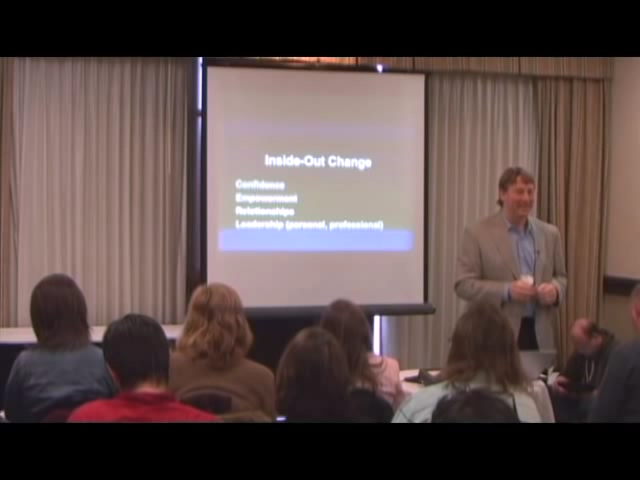 Inside-Out Change
Confidence
Empowerment
Relationships
Leadership (personal, professional)